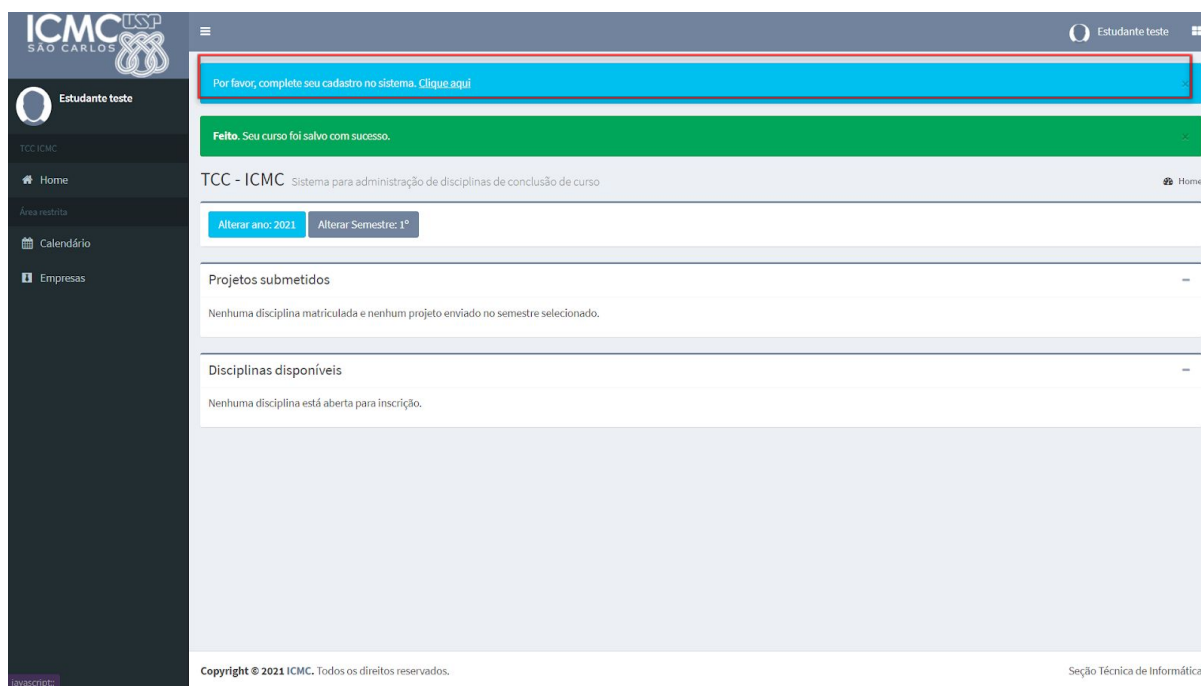 ICMC USP
SÃO CARLOS
Estudante teste
Por favor, complete seu cadastro no sistema. Clique aqui
×
Estudante teste
Feito. Seu curso foi salvo com sucesso.
×
TCC ICMC
TCC - ICMC Sistema para administração de disciplinas de conclusão de curso
Home
Home
Área restrita
Alterar ano: 2021
Alterar Semestre: 1º
Calendário
Empresas
Projetos submetidos
Nenhuma disciplina matriculada e nenhum projeto enviado no semestre selecionado.
Disciplinas disponíveis
Nenhuma disciplina está aberta para inscrição.
Copyright © 2021 ICMC. Todos os direitos reservados.
Seção Técnica de Informática
javascript:;